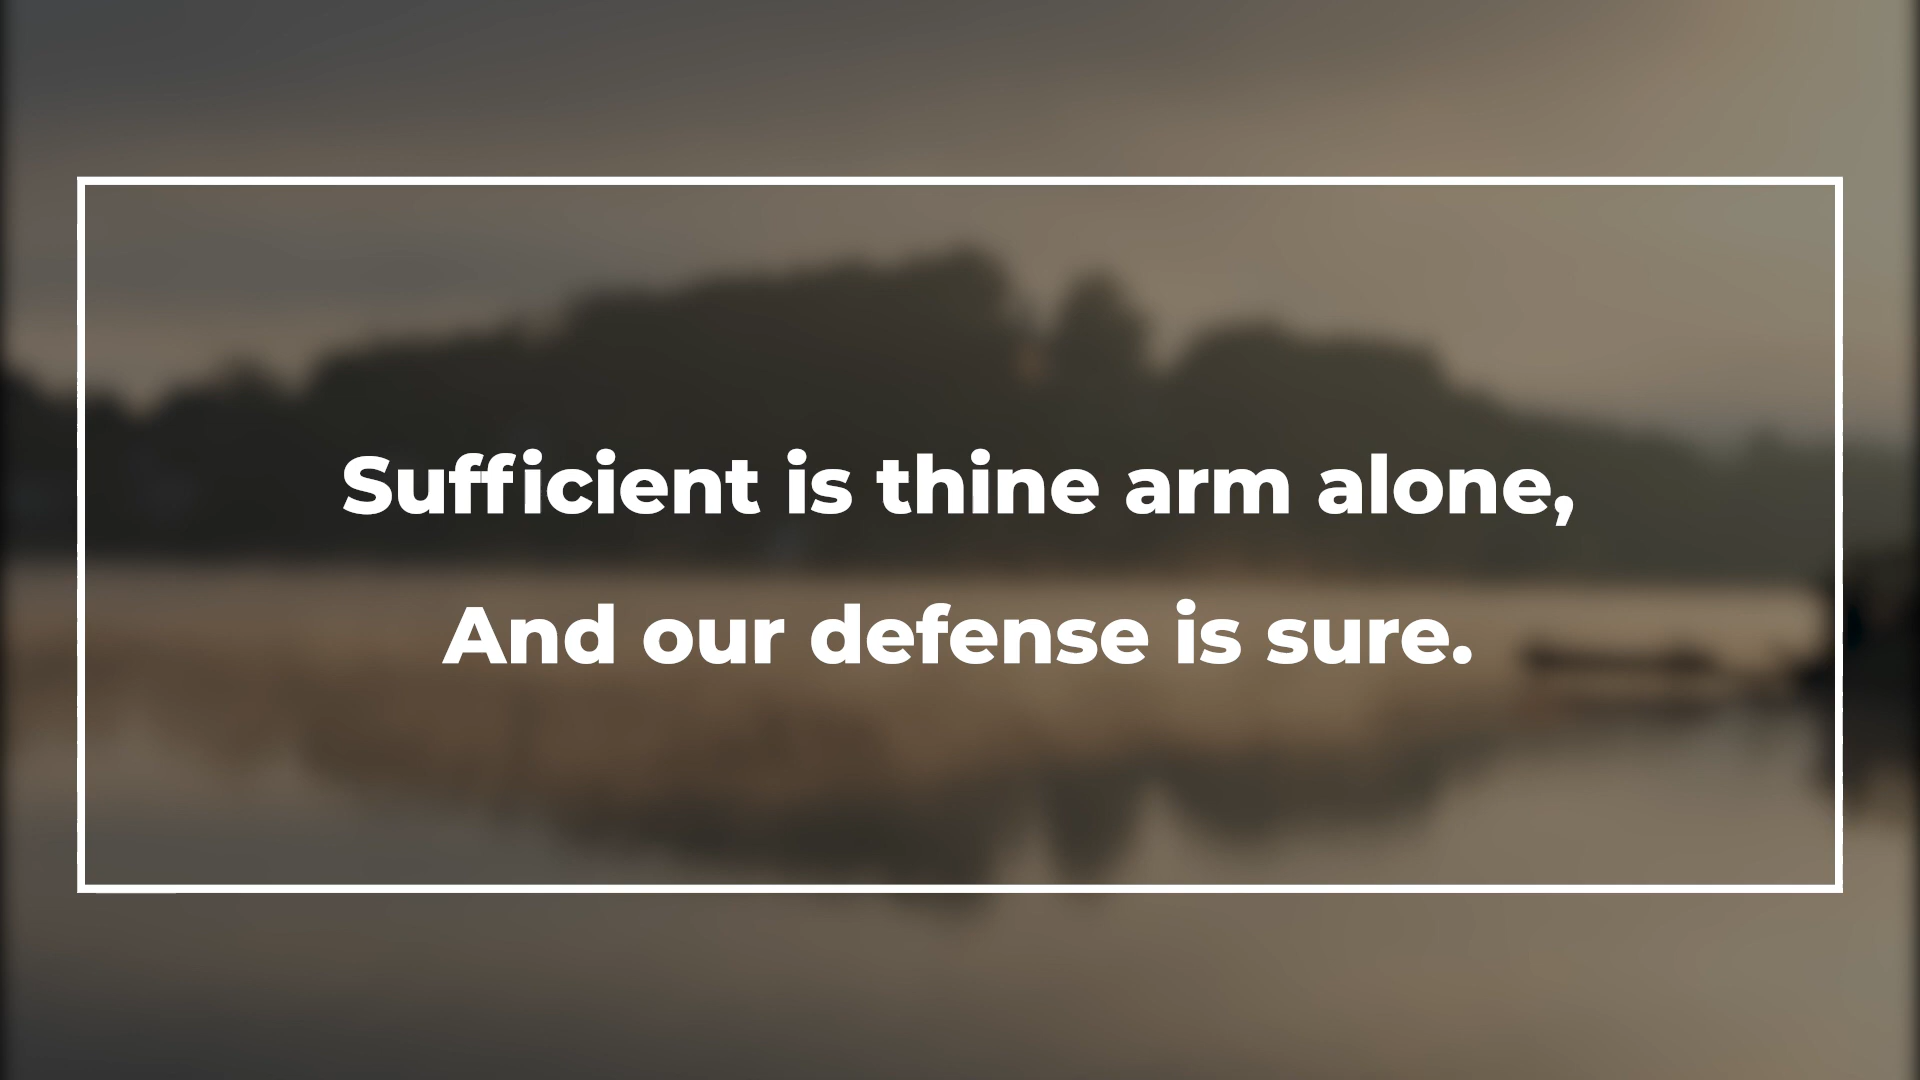 Sufficient is thine arm alone,
And our defense is sure.